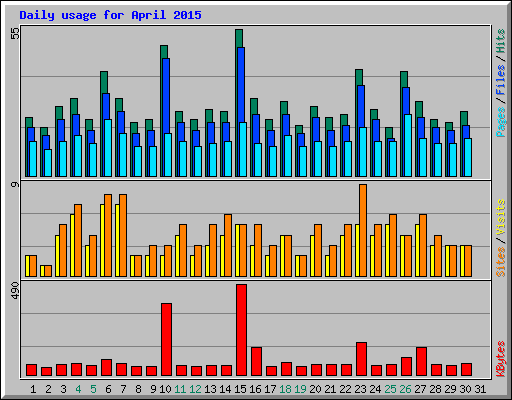 Daily usage for April 2015
55
Pages / Files / Hits
9
Sites / Visits
490
KBytes
1 2 3 4 5 6 7 8 9 10 11 12 13 14 15 16 17 18 19 20 21 22 23 24 25 26 27 28 29 30 31